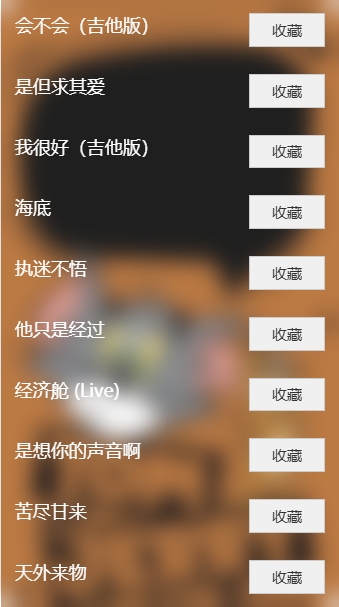 会不会（吉他版） 收藏
是但求其爱 收藏
我很好（吉他版） 收藏
海底 收藏
执迷不悟 收藏
他只是经过 收藏
经济舱 (Live) 收藏
是想你的声音啊 收藏
苦尽甘来 收藏
天外来物 收藏